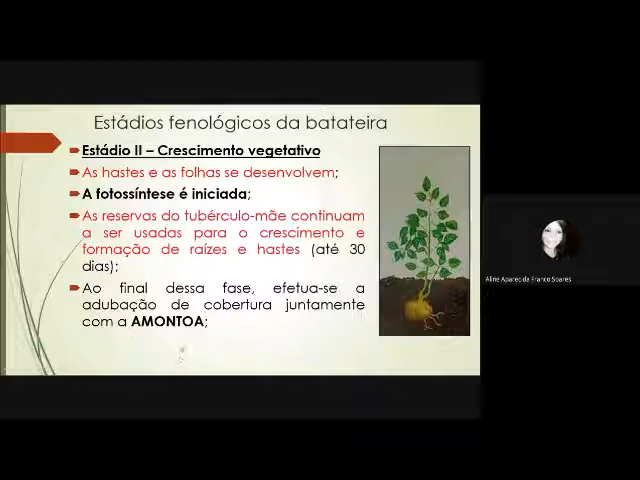 Estádios fenológicos da batateira
Estádio II – Crescimento vegetativo
As hastes e as folhas se desenvolvem;
A fotossíntese é iniciada;
As reservas do tubérculo-mãe continuam
a ser usadas para o crescimento e
formação de raízes e hastes (até 30
dias);
Ao final dessa fase, efetua-se a
adubação de cobertura juntamente
com a AMONTOA;
Aline Aparecida Franco Soares